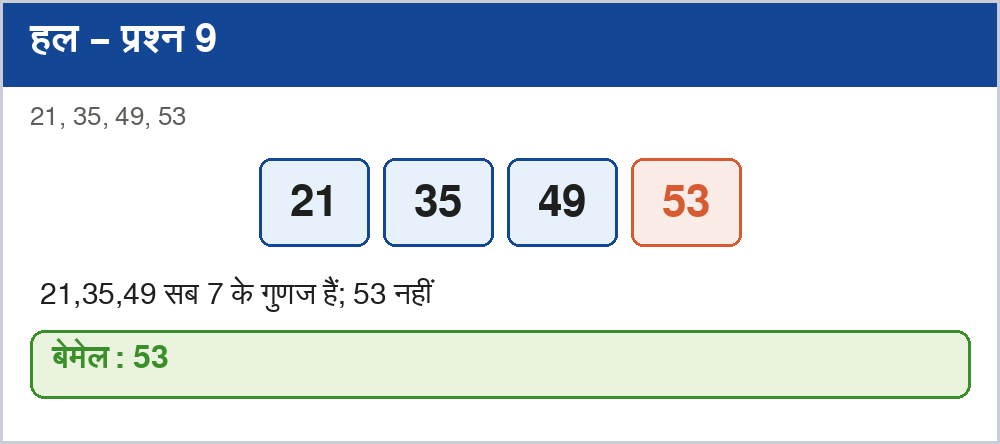 हल – प्रश्न 9
21, 35, 49, 53
21 35 49 53
21,35,49 सब 7 के गुणज हैं; 53 नहीं
बेमेल : 53